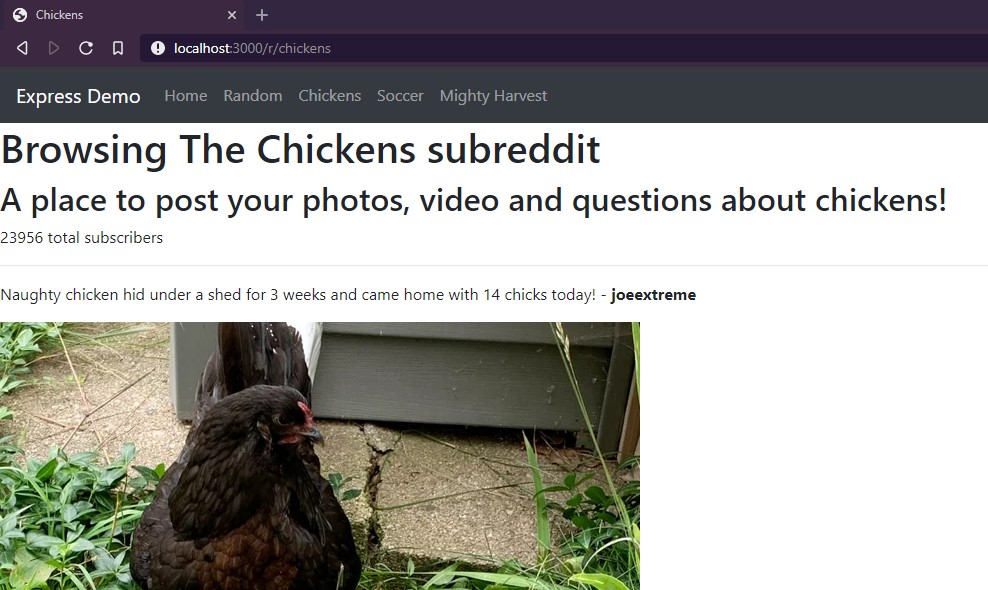 Chickens
localhost:3000/r/chickens
Express Demo Home Random Chickens Soccer Mighty Harvest
Browsing The Chickens subreddit
A place to post your photos, video and questions about chickens!
23956 total subscribers
Naughty chicken hid under a shed for 3 weeks and came home with 14 chicks today! - joeextreme